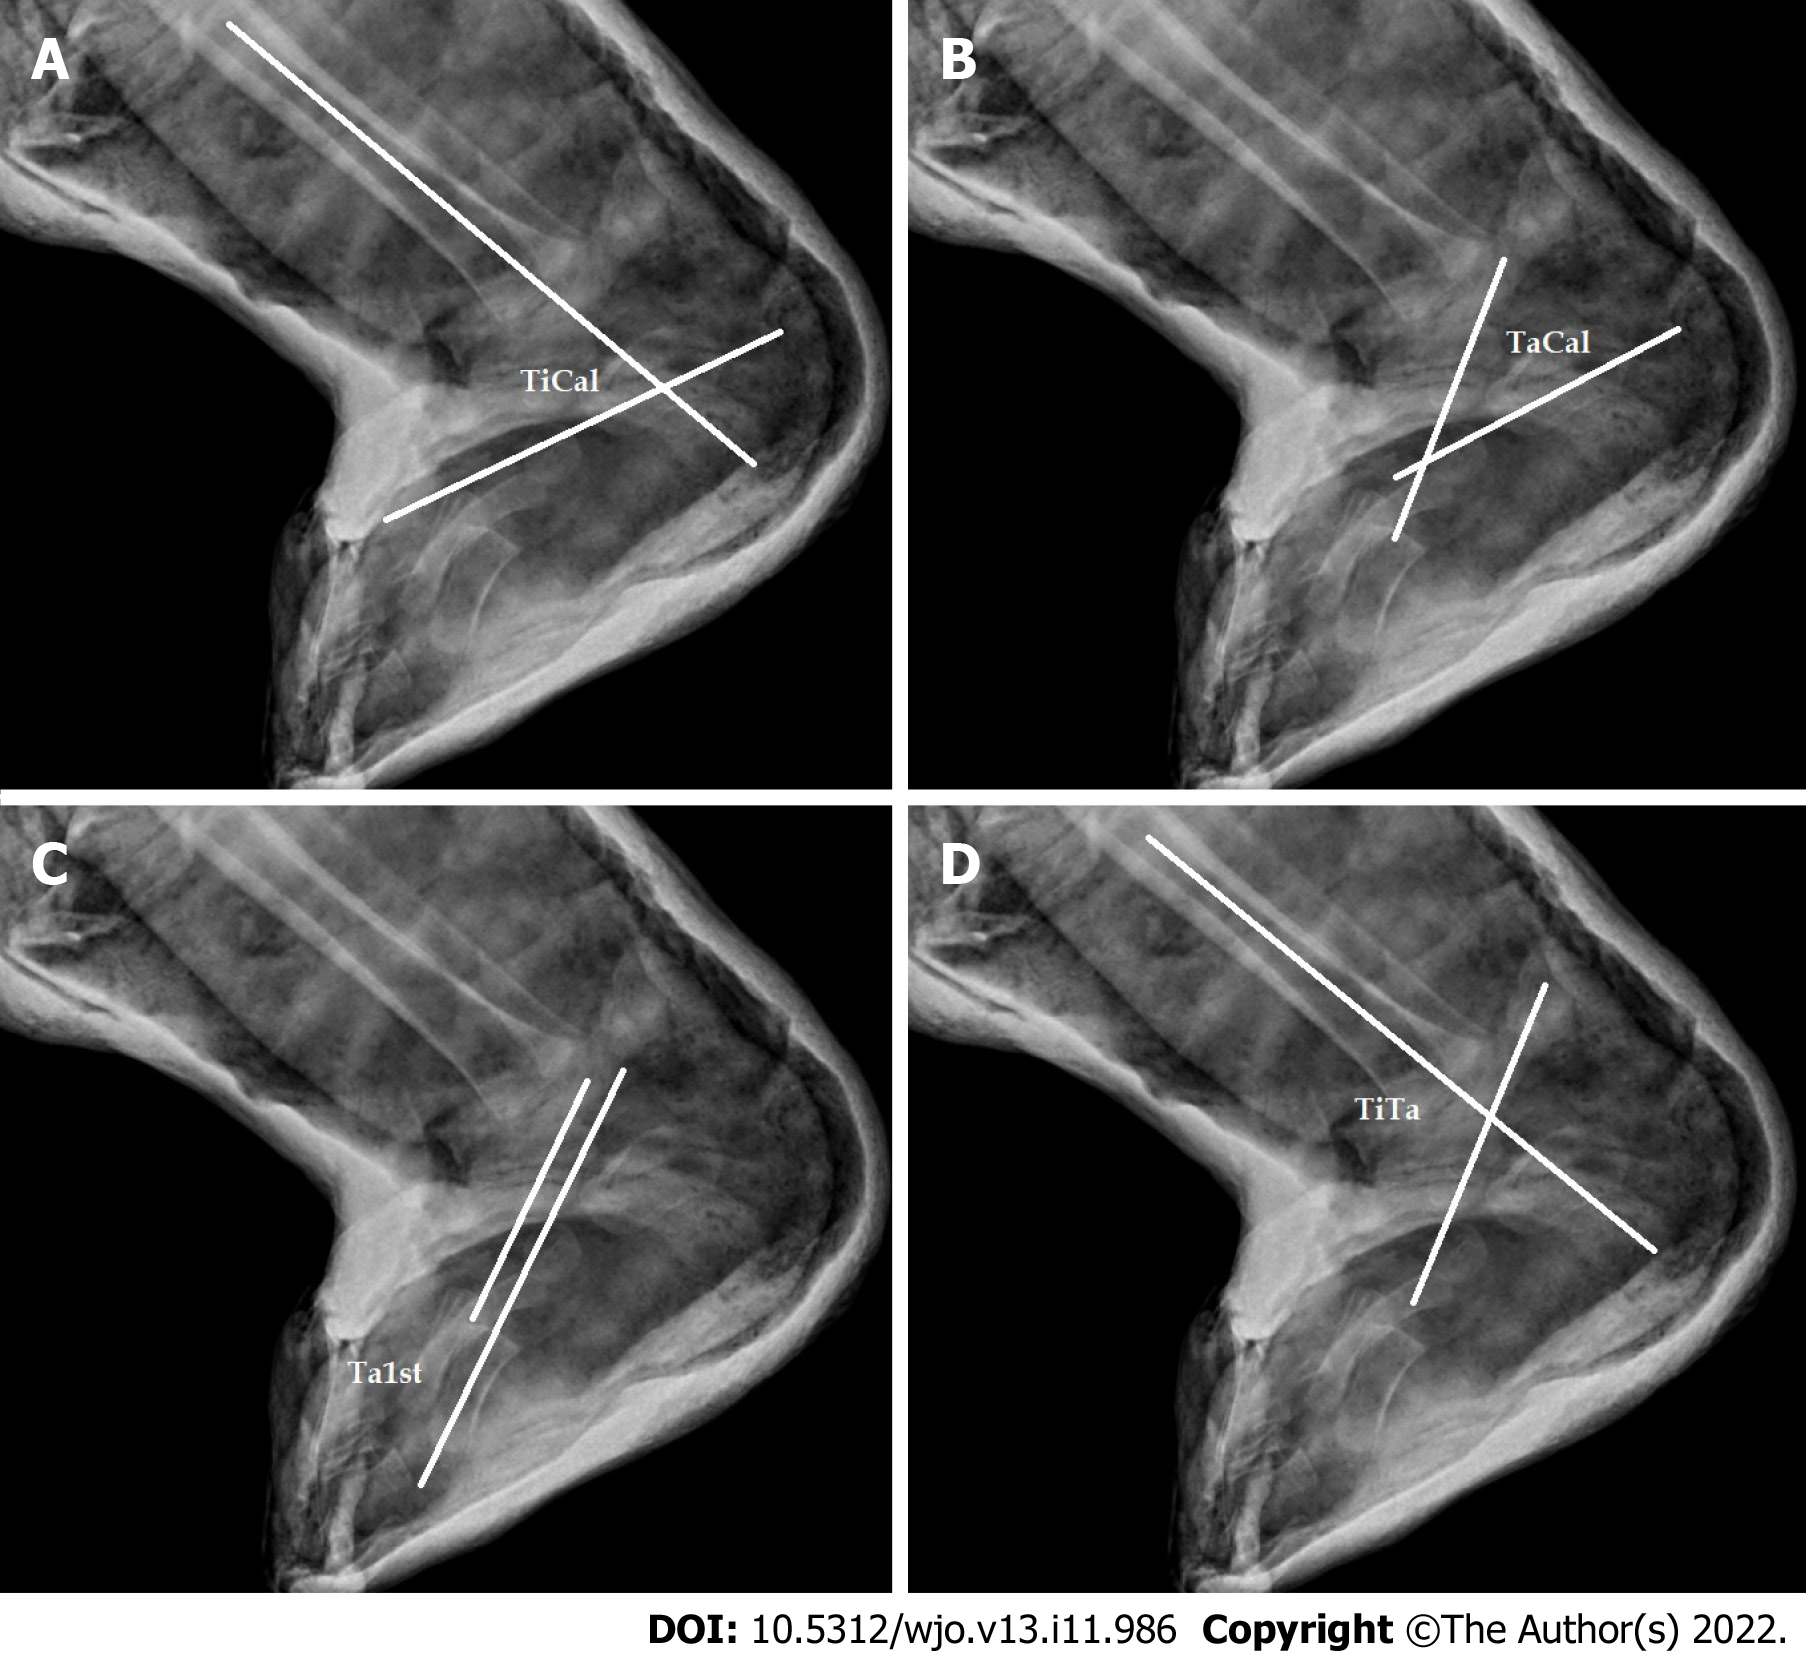 A
B
TiCal
TaCal
C
D
Ta1st
TiTa
DOI: 10.5312/wjo.v13.i11.986 Copyright ©The Author(s) 2022.